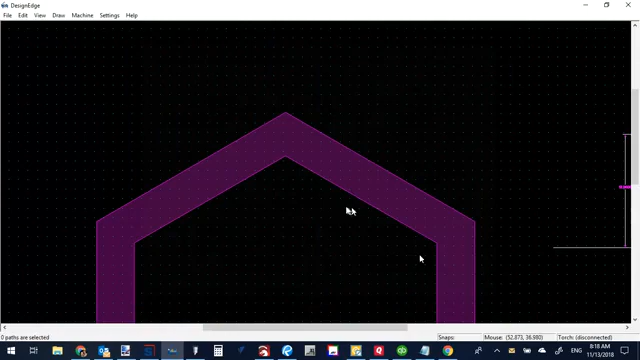 DesignEdge
File Edit View Draw Machine Settings Help
0 paths are selected
Snaps:
Mouse: (52.873, 36.980)
Torch: (disconnected)
ENG
8:18 AM
11/13/2018